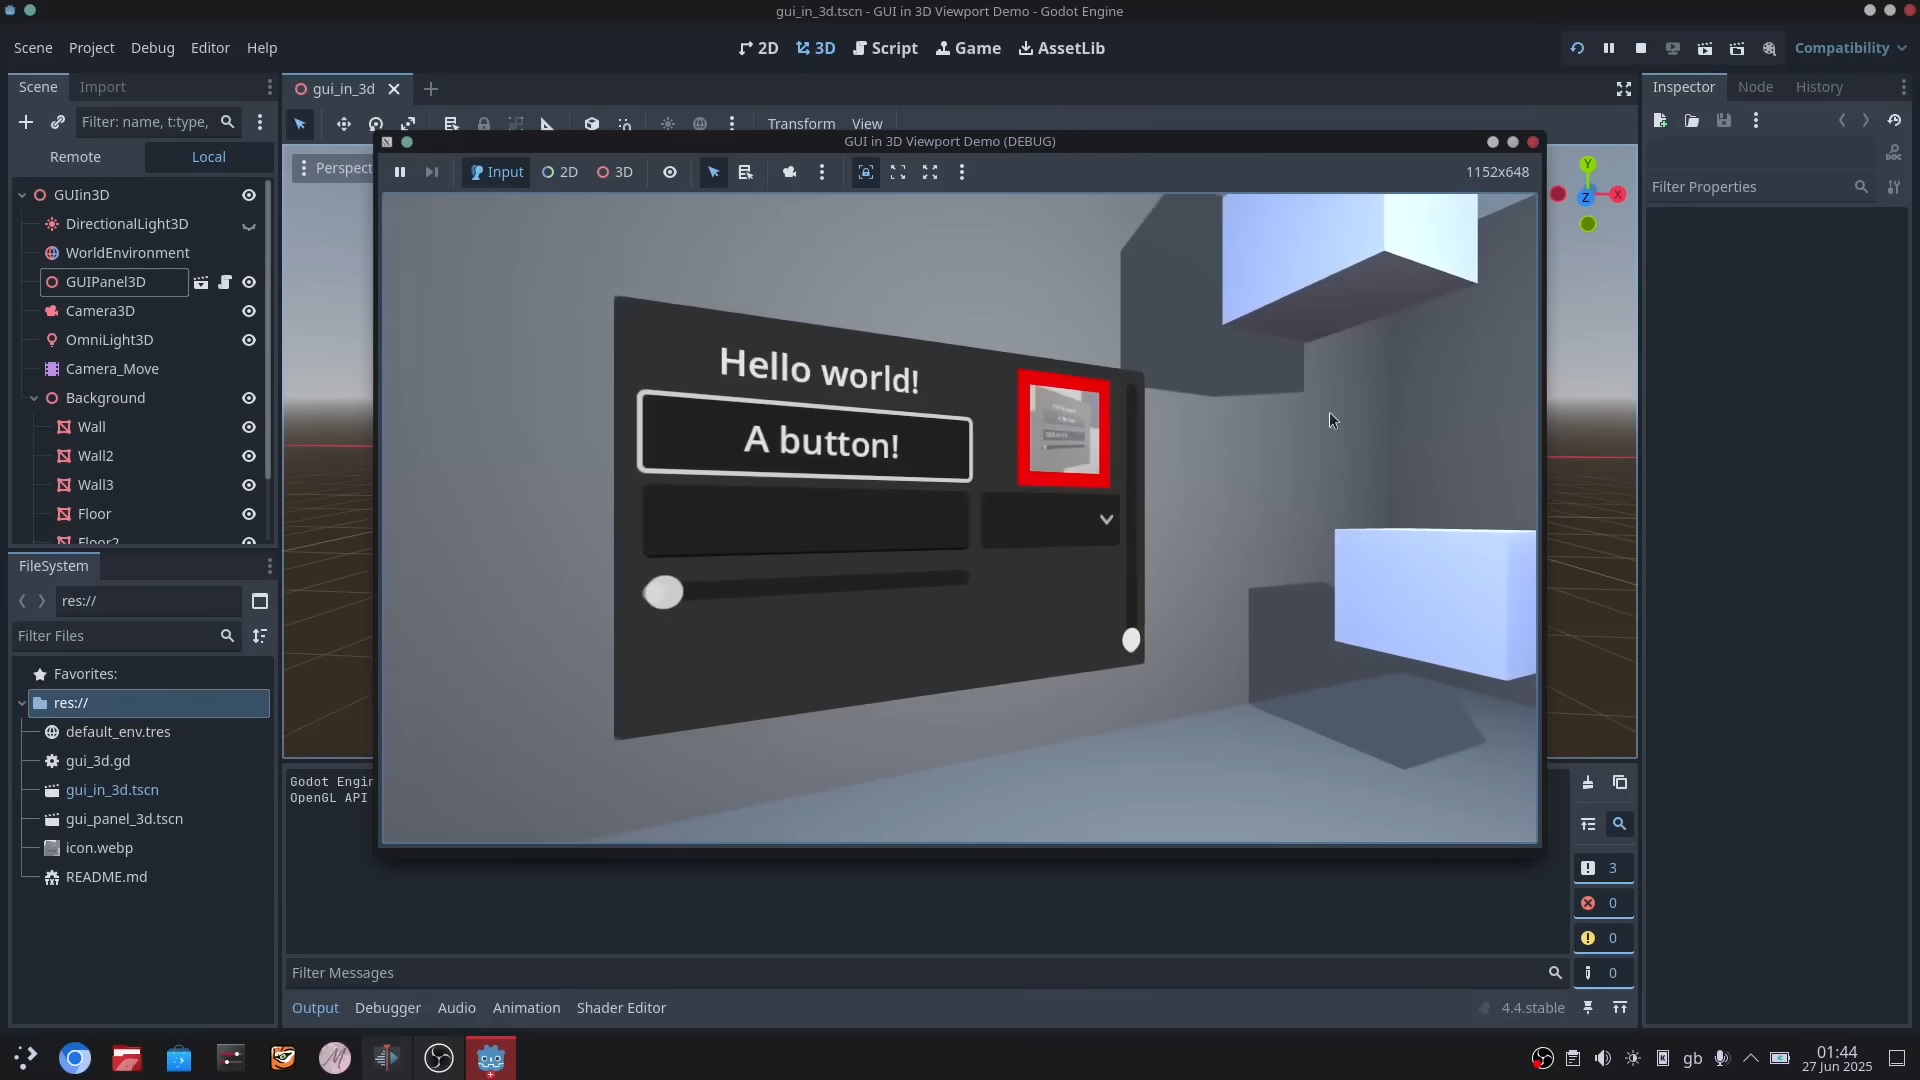 gui_in_3d.tscn - GUI in 3D Viewport Demo - Godot Engine
Scene Project Debug Editor Help
2D 3D Script Game AssetLib
Compatibility
Scene Import
gui_in_3d
Inspector Node History
Filter: name, t:type,
Transform View
Remote Local
Perspect
GUI in 3D Viewport Demo (DEBUG)
Input 2D 3D
1152x648
Y
X
Z
Filter Properties
GUIin3D
DirectionalLight3D
WorldEnvironment
GUIPanel3D
Camera3D
OmniLight3D
Camera_Move
Background
Wall
Wall2
Wall3
Floor
Floor2
Hello world!
A button!
FileSystem
res://
Filter Files
Favorites:
res://
default_env.tres
gui_3d.gd
gui_in_3d.tscn
gui_panel_3d.tscn
icon.webp
README.md
Godot Engin
OpenGL API
3
0
0
0
Filter Messages
Output Debugger Audio Animation Shader Editor
4.4.stable
gb
01:44
27 Jun 2025